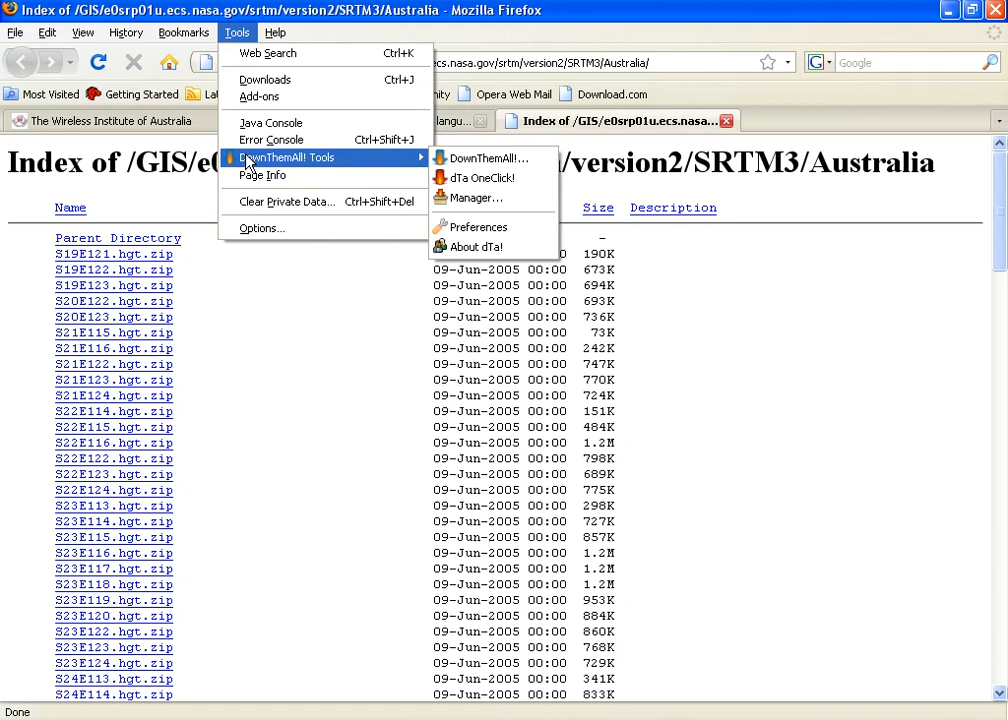 Index of /GIS/e0srp01u.ecs.nasa.gov/srtm/version2/SRTM3/Australia - Mozilla Firefox
File Edit View History Bookmarks Tools Help
ecs.nasa.gov/srtm/version2/SRTM3/Australia/
Google
Most Visited Getting Started Opera Web Mail Download.com
The Wireless Institute of Australia
Index of /GIS/e0srp01u.ecs.nasa....
Web Search Ctrl+K
Downloads Ctrl+J
Add-ons
Java Console
Error Console Ctrl+Shift+J
DownThemAll! Tools
Page Info
Clear Private Data... Ctrl+Shift+Del
Options...
DownThemAll!...
dTa OneClick!
Manager...
Preferences
About dTa!
Index of /GIS/e0 /version2/SRTM3/Australia
Name Size Description
Parent Directory -
S19E121.hgt.zip 190K
S19E122.hgt.zip 09-Jun-2005 00:00 673K
S19E123.hgt.zip 09-Jun-2005 00:00 694K
S20E122.hgt.zip 09-Jun-2005 00:00 693K
S20E123.hgt.zip 09-Jun-2005 00:00 736K
S21E115.hgt.zip 09-Jun-2005 00:00 73K
S21E116.hgt.zip 09-Jun-2005 00:00 242K
S21E122.hgt.zip 09-Jun-2005 00:00 747K
S21E123.hgt.zip 09-Jun-2005 00:00 770K
S21E124.hgt.zip 09-Jun-2005 00:00 724K
S22E114.hgt.zip 09-Jun-2005 00:00 151K
S22E115.hgt.zip 09-Jun-2005 00:00 484K
S22E116.hgt.zip 09-Jun-2005 00:00 1.2M
S22E122.hgt.zip 09-Jun-2005 00:00 798K
S22E123.hgt.zip 09-Jun-2005 00:00 689K
S22E124.hgt.zip 09-Jun-2005 00:00 775K
S23E113.hgt.zip 09-Jun-2005 00:00 298K
S23E114.hgt.zip 09-Jun-2005 00:00 727K
S23E115.hgt.zip 09-Jun-2005 00:00 857K
S23E116.hgt.zip 09-Jun-2005 00:00 1.2M
S23E117.hgt.zip 09-Jun-2005 00:00 1.2M
S23E118.hgt.zip 09-Jun-2005 00:00 1.2M
S23E119.hgt.zip 09-Jun-2005 00:00 953K
S23E120.hgt.zip 09-Jun-2005 00:00 884K
S23E122.hgt.zip 09-Jun-2005 00:00 860K
S23E123.hgt.zip 09-Jun-2005 00:00 768K
S23E124.hgt.zip 09-Jun-2005 00:00 729K
S24E113.hgt.zip 09-Jun-2005 00:00 341K
S24E114.hgt.zip 09-Jun-2005 00:00 833K
Done